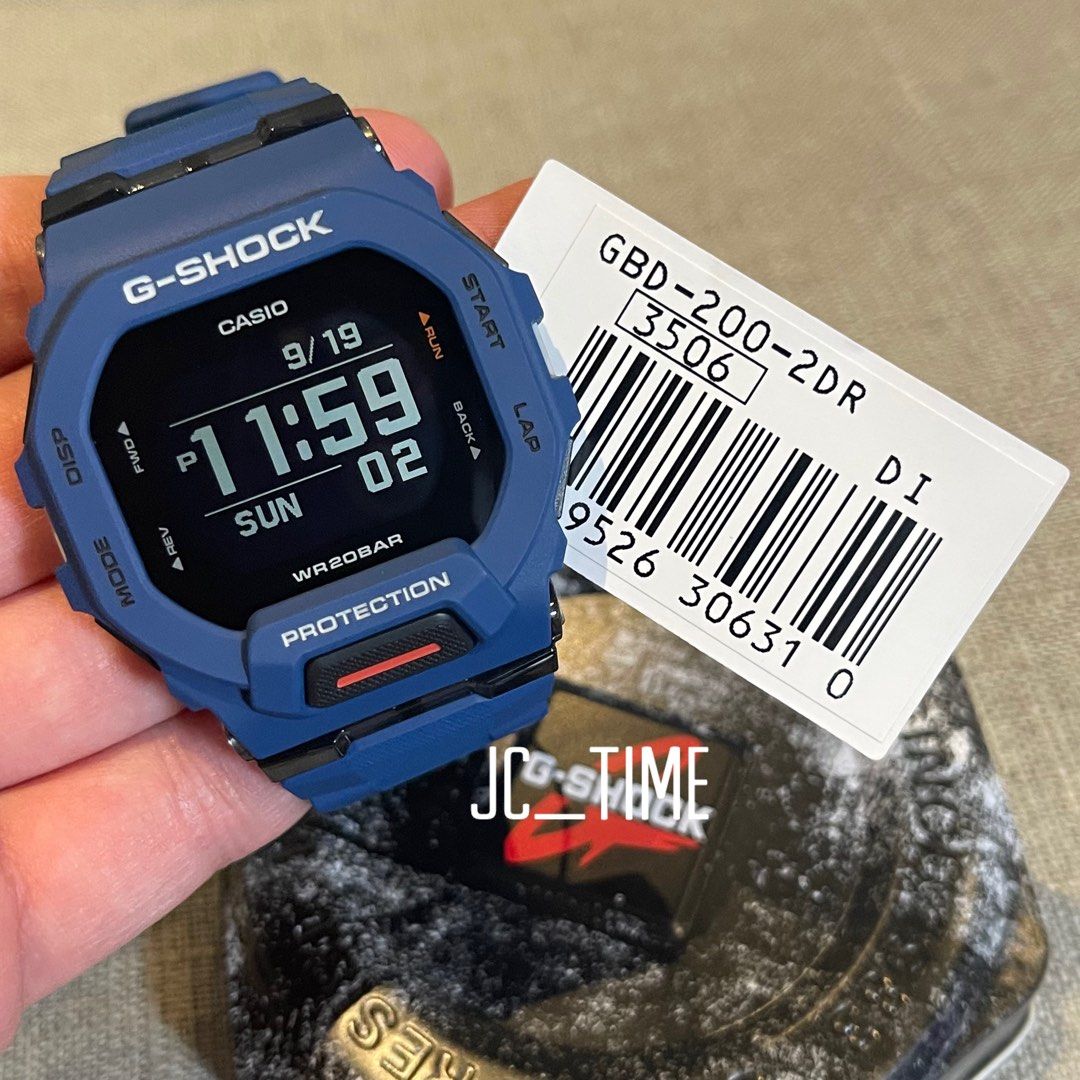 G-SHOCK
CASIO
START
▲RUN
9/19
P 11:59
02
SUN
LAP
BACK▲
DISP
FWD▲
▲REV
MODE
WR20BAR
PROTECTION
GBD-200-2DR
3506
DI
9526 30631 0
JC_TIME
G-SHOCK